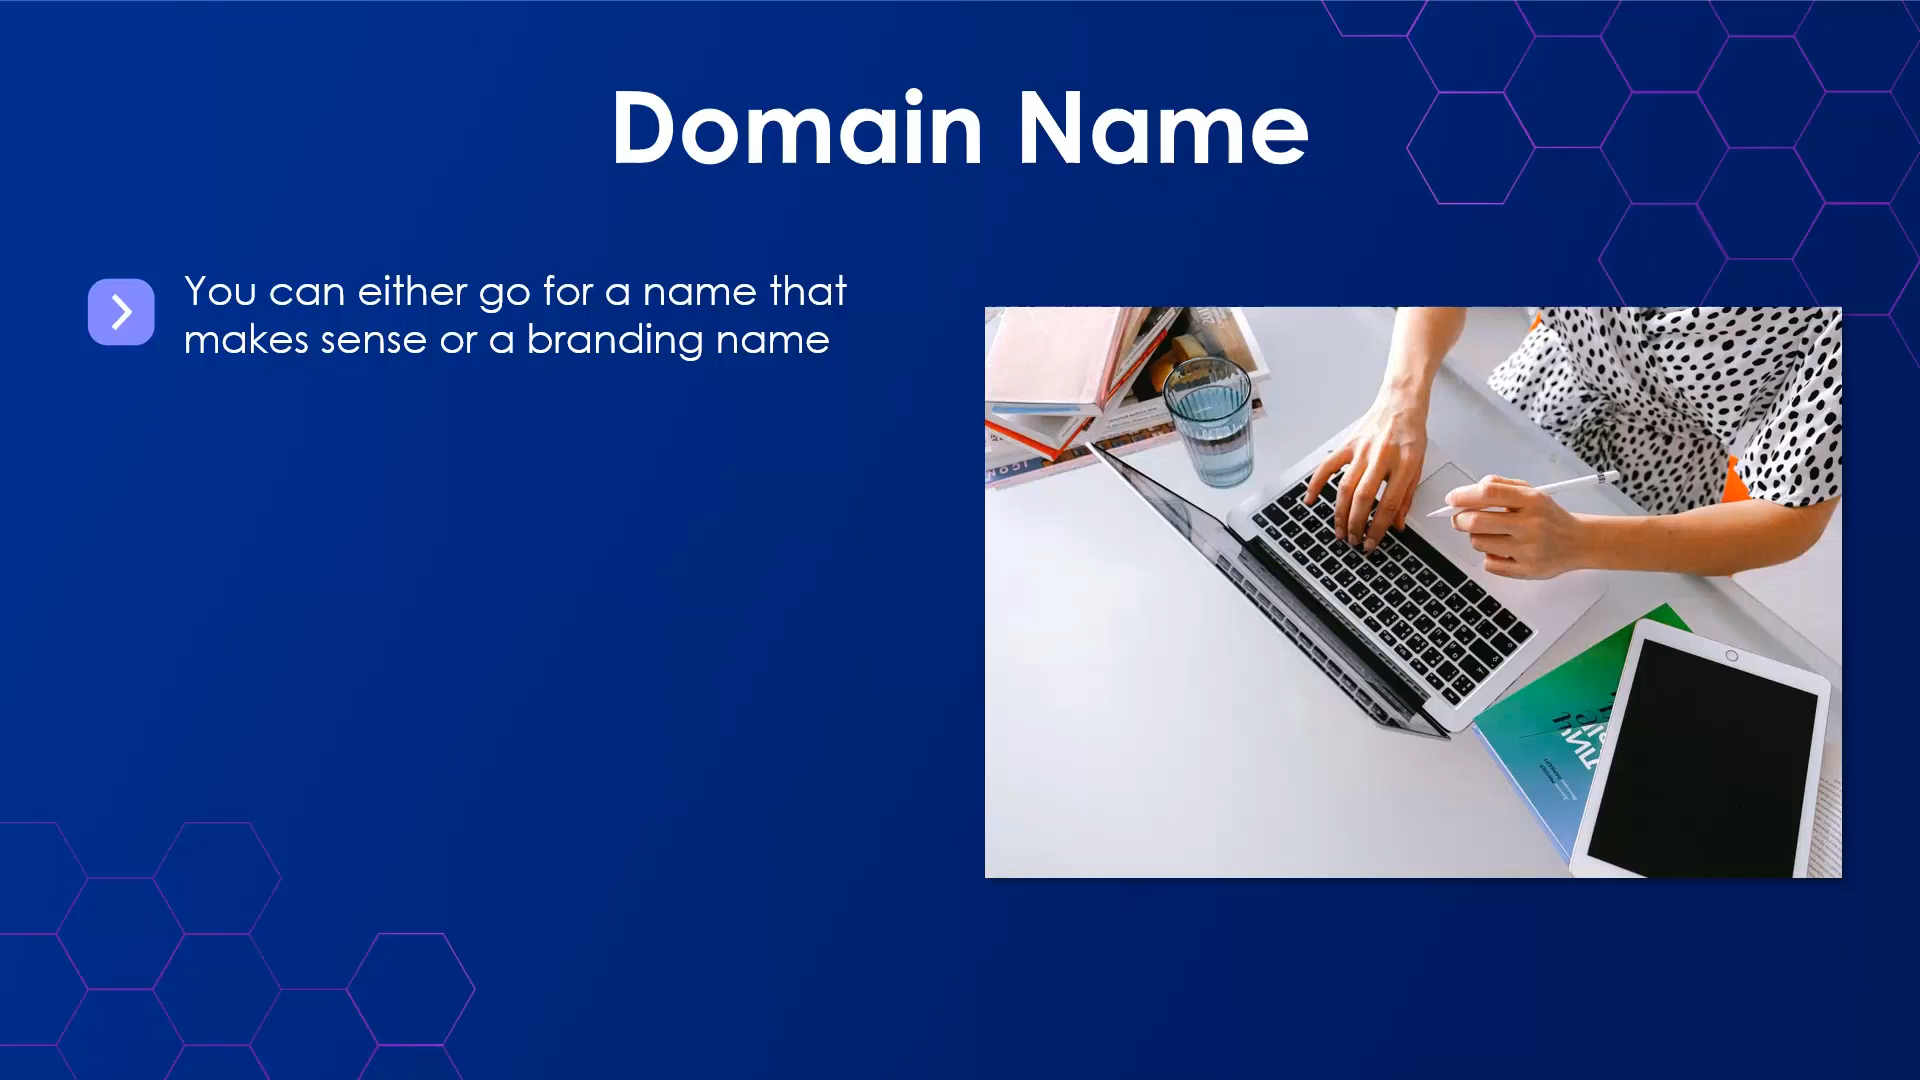 Domain Name
You can either go for a name that
makes sense or a branding name